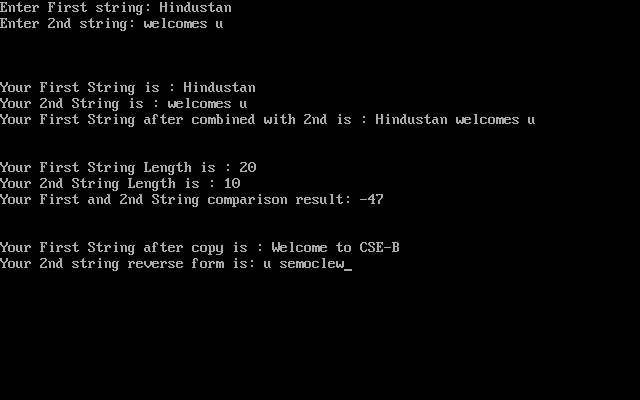 Enter First string: Hindustan
Enter 2nd string: welcomes u
Your First String is : Hindustan
Your 2nd String is : welcomes u
Your First String after combined with 2nd is : Hindustan welcomes u
Your First String Length is : 20
Your 2nd String Length is : 10
Your First and 2nd String comparison result: -47
Your First String after copy is : Welcome to CSE-B
Your 2nd string reverse form is: u semoclew_